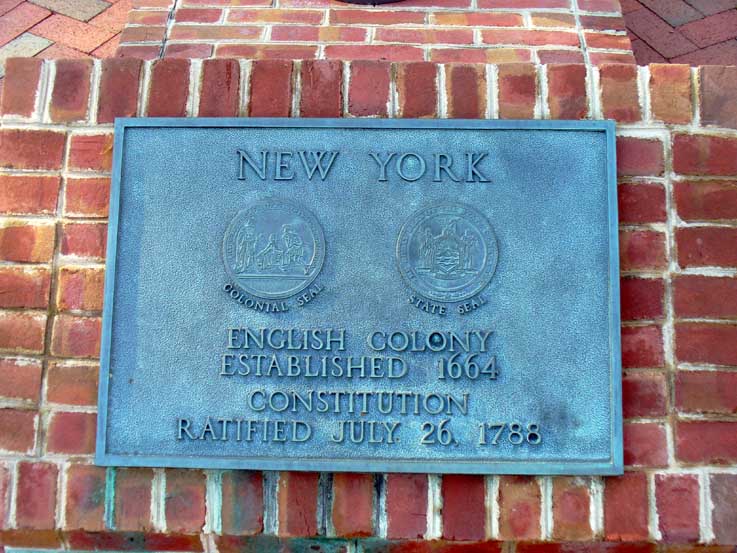 NEW YORK
COLONIAL SEAL
STATE SEAL
ENGLISH COLONY
ESTABLISHED 1664
CONSTITUTION
RATIFIED JULY. 26, 1788